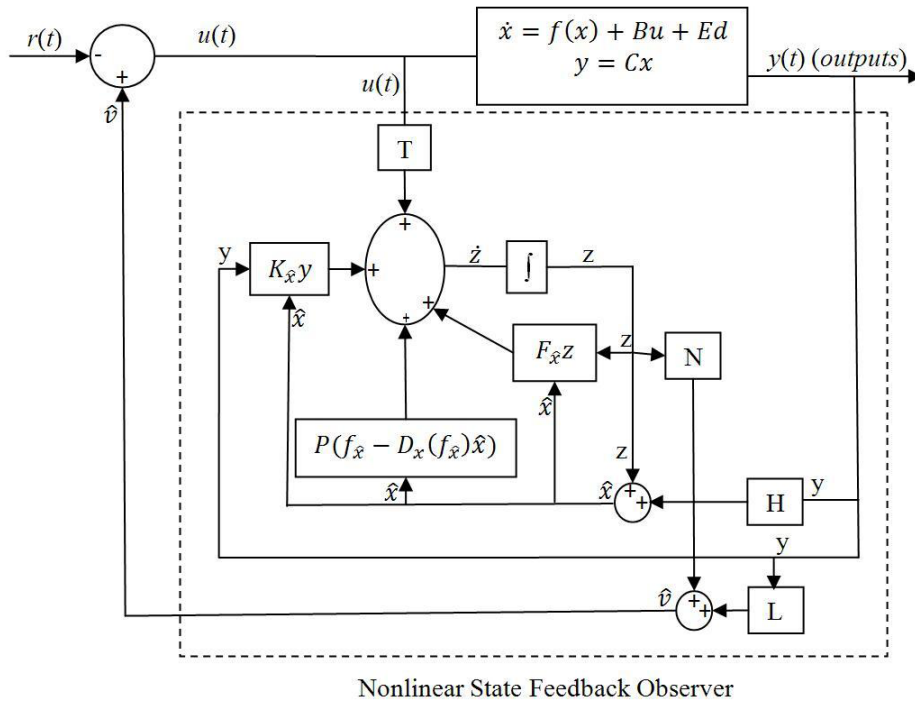 r(t)
-
+
u(t)
ẋ = f(x) + Bu + Ed
y = Cx
y(t) (outputs)
u(t)
v̂
T
+
y
K_x̂ y
+
ż
∫
z
x̂
+
+
F_x̂ z
z
N
x̂
P(f_x̂ − D_x(f_x̂)x̂)
z
x̂
x̂
+
+
H
y
y
v̂
+
+
L
Nonlinear State Feedback Observer